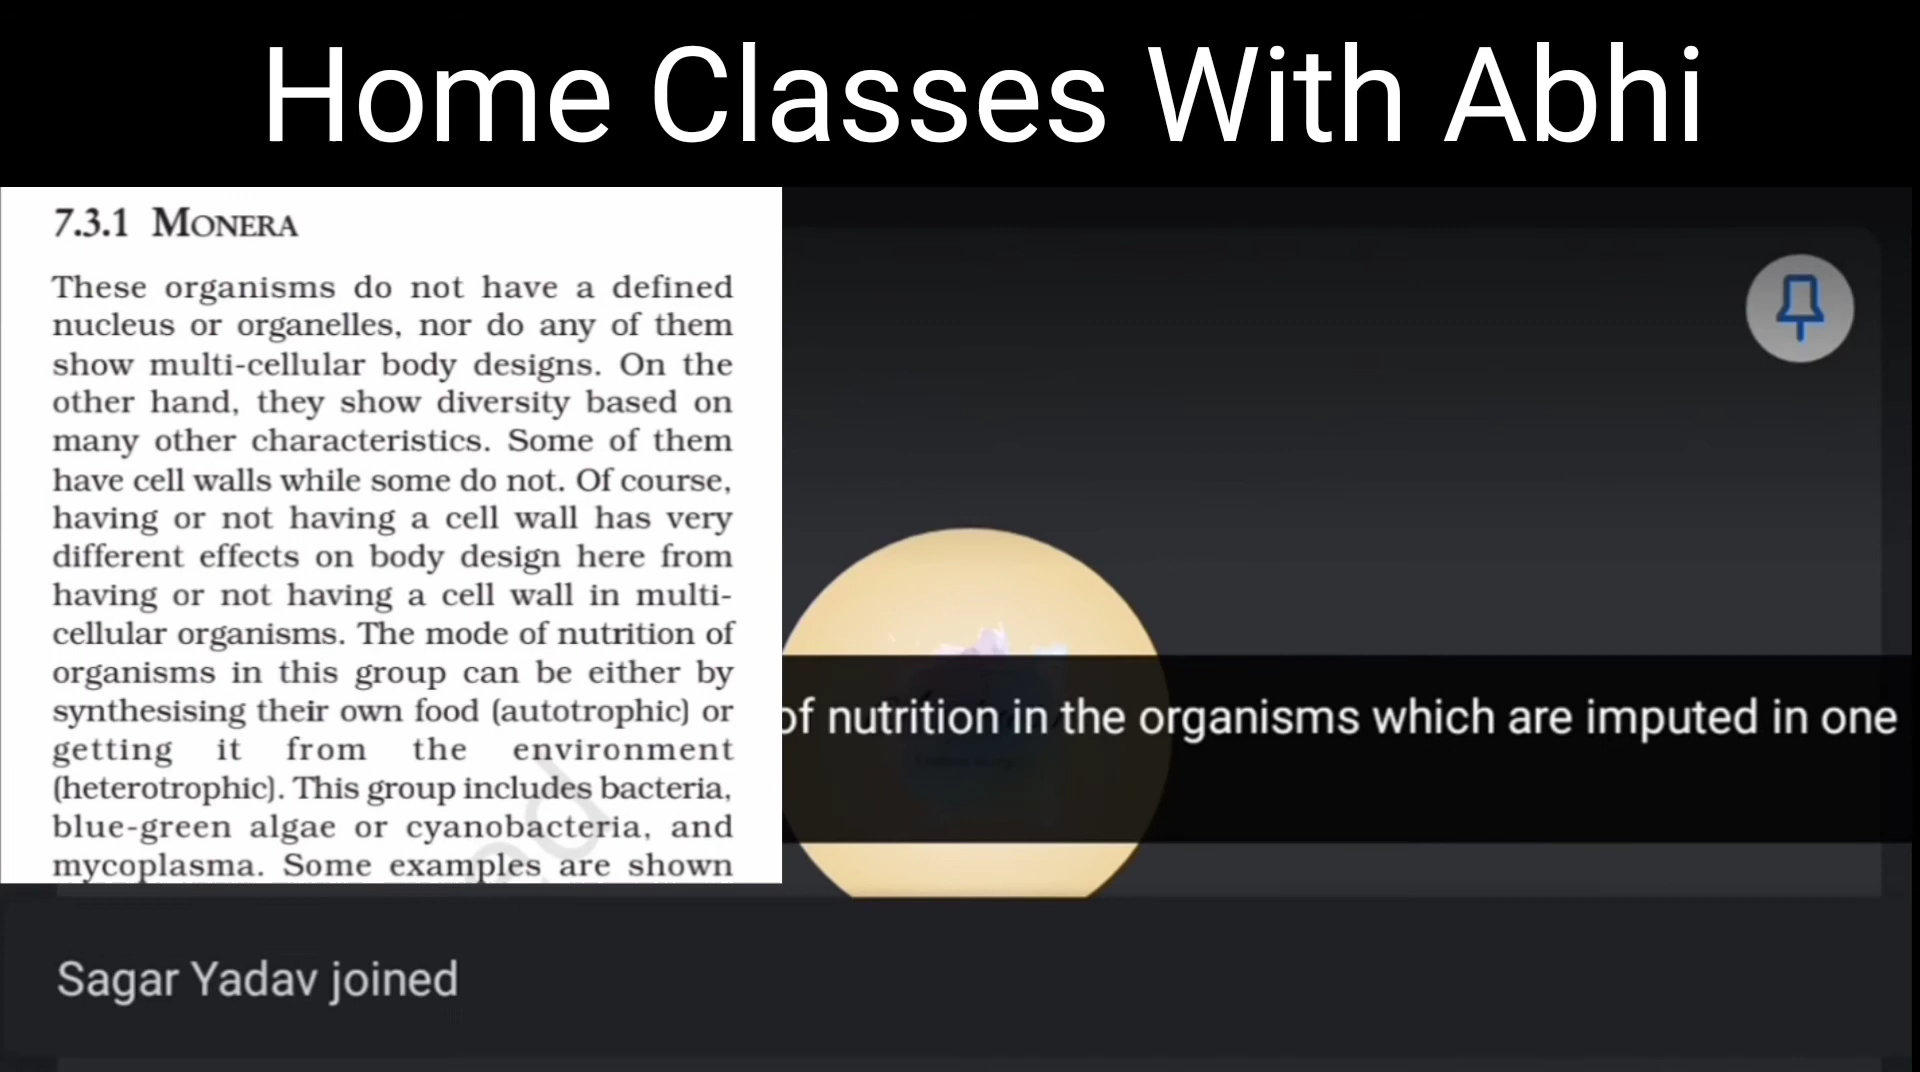 Home Classes With Abhi
7.3.1 MONERA
These organisms do not have a defined
nucleus or organelles, nor do any of them
show multi-cellular body designs. On the
other hand, they show diversity based on
many other characteristics. Some of them
have cell walls while some do not. Of course,
having or not having a cell wall has very
different effects on body design here from
having or not having a cell wall in multi-
cellular organisms. The mode of nutrition of
organisms in this group can be either by
synthesising their own food (autotrophic) or
getting it from the environment
(heterotrophic). This group includes bacteria,
blue-green algae or cyanobacteria, and
mycoplasma. Some examples are shown
of nutrition in the organisms which are imputed in one
Sagar Yadav joined